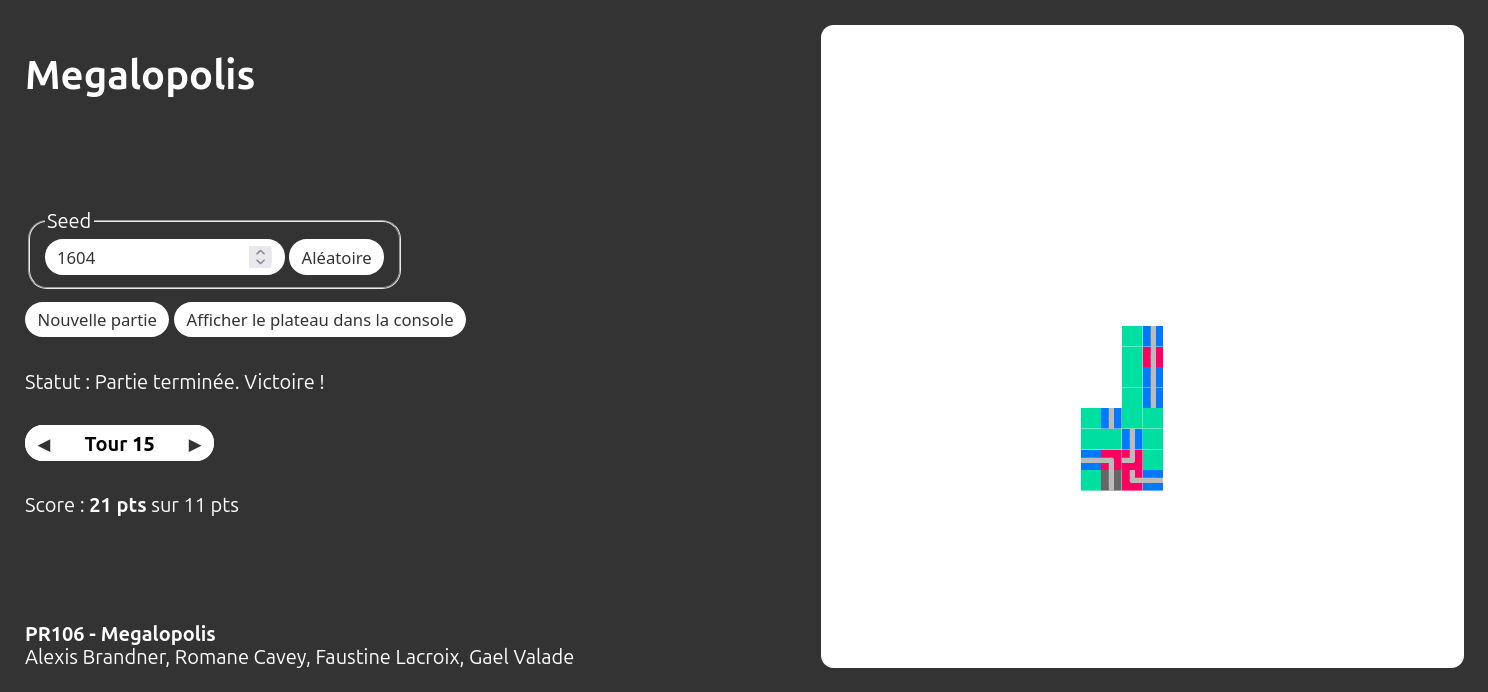 Megalopolis
Seed
1604
Aléatoire
Nouvelle partie
Afficher le plateau dans la console
Statut : Partie terminée. Victoire !
◀ Tour 15 ▶
Score : 21 pts sur 11 pts
PR106 - Megalopolis
Alexis Brandner, Romane Cavey, Faustine Lacroix, Gael Valade